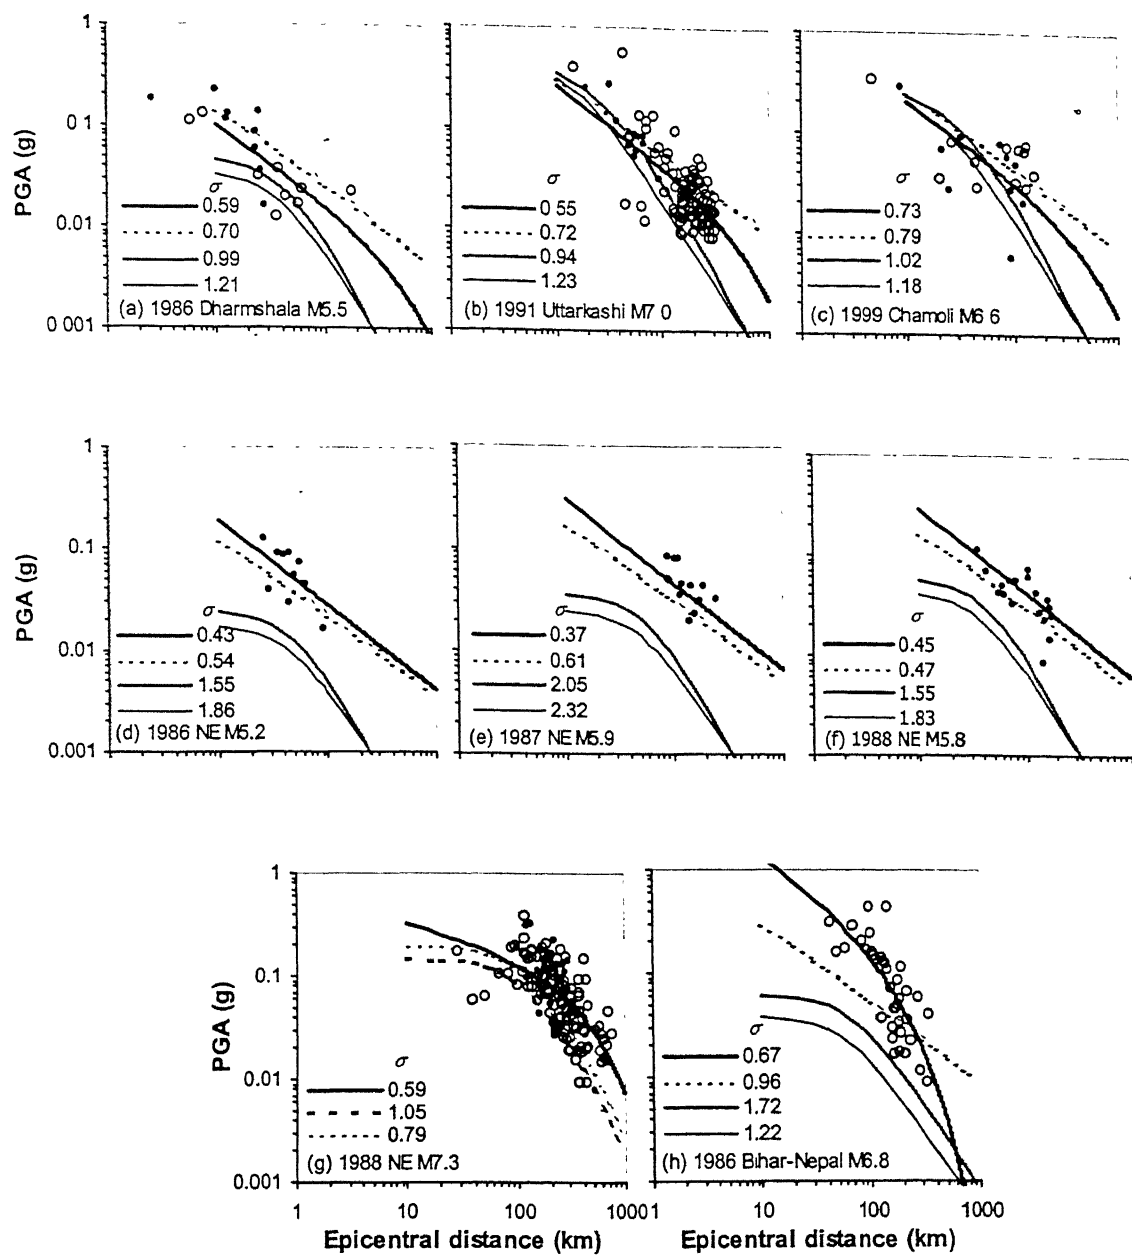 1
0.1
0.01
0 001
PGA (g)
σ
0.59
0.70
0.99
1.21
(a) 1986 Dharmshala M5.5
σ
0 55
0.72
0.94
1.23
(b) 1991 Uttarkashi M7 0
σ
0.73
0.79
1.02
1.18
(c) 1999 Chamoli M6 6
1
0.1
0.01
0.001
PGA (g)
σ
0.43
0.54
1.55
1.86
(d) 1986 NE M5.2
σ
0.37
0.61
2.05
2.32
(e) 1987 NE M5.9
σ
0.45
0.47
1.55
1.83
(f) 1988 NE M5.8
1
0.1
0.01
0.001
PGA (g)
σ
0.59
1.05
0.79
(g) 1988 NE M7.3
σ
0.67
0.96
1.72
1.22
(h) 1986 Bihar-Nepal M6.8
1 10 100 1000
1 10 100 1000
Epicentral distance (km)
Epicentral distance (km)